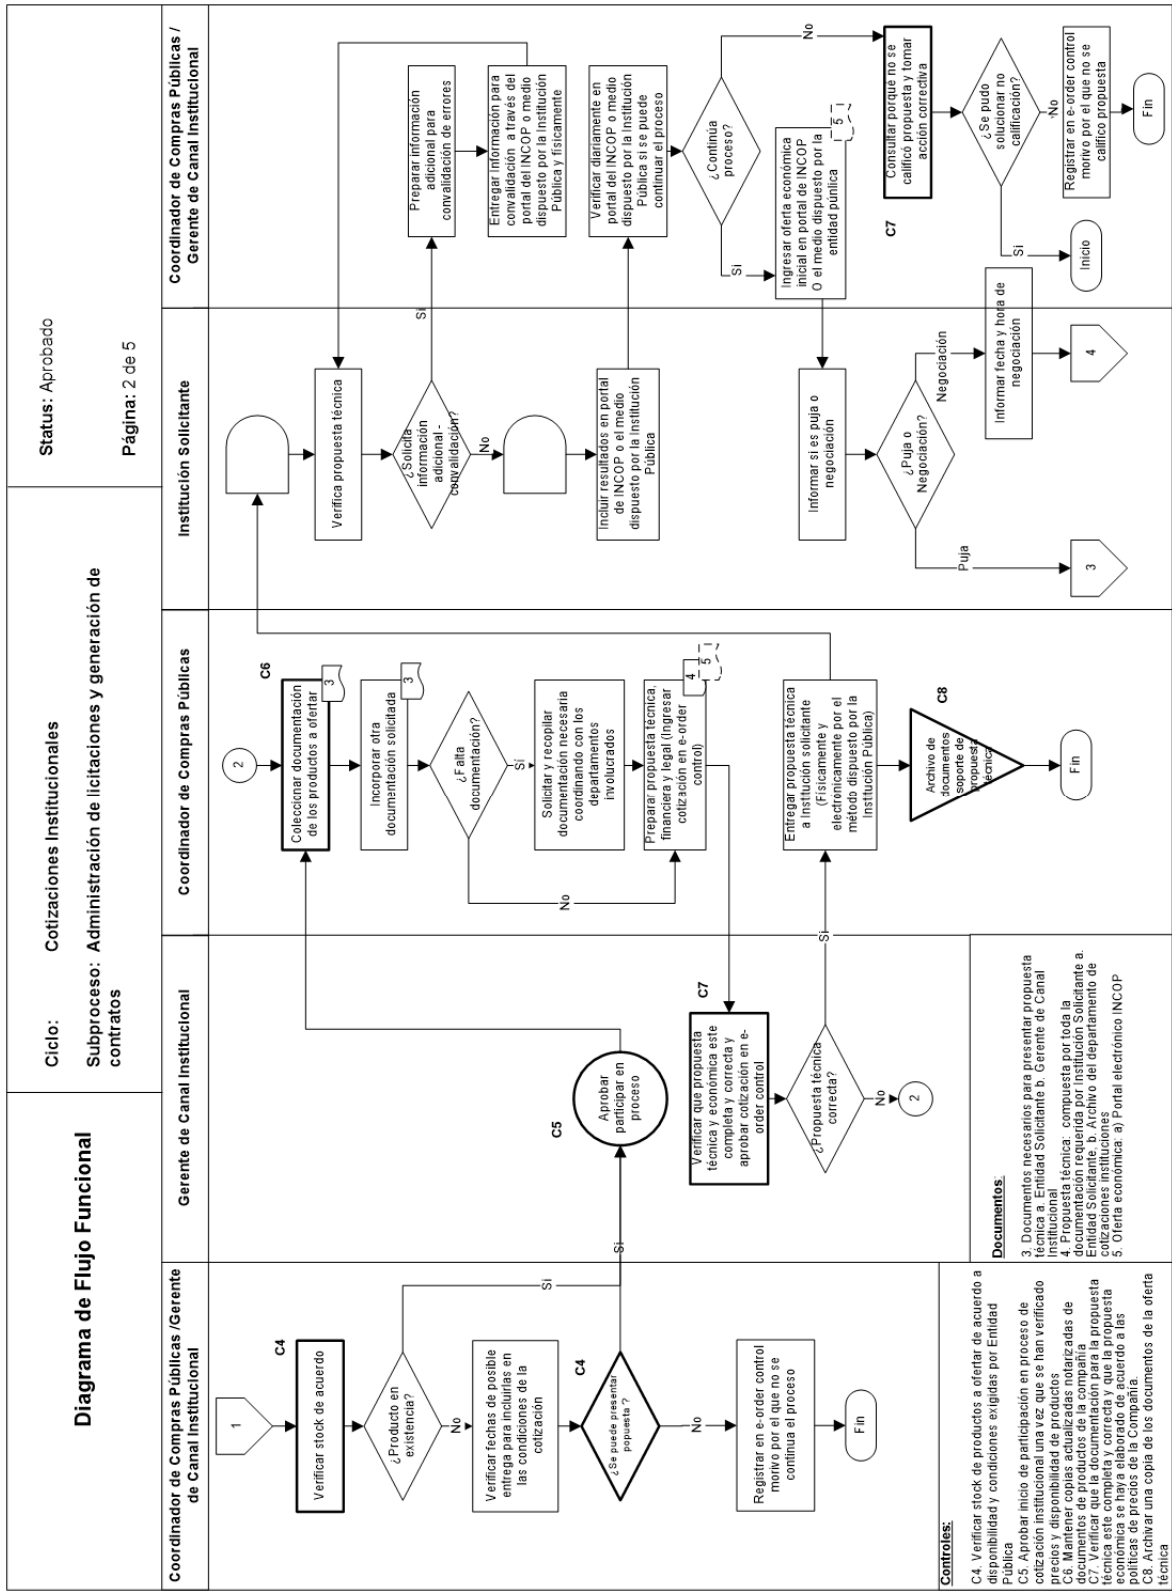 Diagrama de Flujo Funcional
Ciclo: Cotizaciones Institucionales
Subproceso: Administración de licitaciones y generación de
contratos
Status: Aprobado
Página: 2 de 5
Coordinador de Compras Públicas /Gerente
de Canal Institucional
Gerente de Canal Institucional
Coordinador de Compras Públicas
Institución Solicitante
Coordinador de Compras Públicas /
Gerente de Canal Institucional
1
C4
Verificar stock de acuerdo
¿Producto en
existencia?
Si
No
Verificar fechas de posible
entrega para incluirlas en
las condiciones de la
cotización
C4
¿Se puede presentar
popuesta ?
Si
No
Registrar en e-order control
morivo por el que no se
continua el proceso
Fin
C5
Aprobar
participar en
proceso
C7
Verificar que propuesta
técnica y económica este
completa y correcta y
aprobar cotización en e-
order control
¿Propuesta técnica
correcta?
Si
No
2
2
C6
Coleccionar documentación
de los productos a ofertar
3
Incorporar otra
documentación solicitada
3
¿Falta
documentación?
Sí
No
Solicitar y recopilar
documentación necesaria
coordinando con los
departamentos
involucrados
Preparar propuesta técnica,
financiera y legal (Ingresar
cotización en e-order
control)
4
5
Entregar propuesta técnica
a Instución solicitante
(Físicamente y
electrónicamente por el
método dispuesto por la
Institución Pública)
C8
Archivo de
documentos
soporte de
propuesta
técnica
Fin
Verifica propuesta técnica
¿Solicita
información
adicional -
convalidación?
Si
No
Incluir resultados en portal
de INCOP o el medio
dispuesto por la Institución
Pública
Informar si es puja o
negociación
¿Puja o
Negociación?
Puja
Negociación
3
Informar fecha y hora de
negociación
4
Preparar información
adicional para
convalidación de errores
Entregar información para
convalidación a través del
portal del INCOP o medio
dispuesto por la Institución
Pública y físicamente
Verificar diariamente en
portal del INCOP o medio
dispuesto por la Institución
Pública si se puede
continuar el proceso
¿Continúa
proceso?
Si
No
Ingresar oferta económica
inicial en portal de INCOP
O el medio dispuesto por la
entidad púnlica
5
C7
Consultar porque no se
calificó propuesta y tomar
acción correctiva
¿Se pudo
solucionar no
calificación?
Si
No
Inicio
Registrar en e-order control
motivo por el que no se
califico propuesta
Fin
Controles:
C4. Verificar stock de productos a ofertar de acuerdo a
disponibilidad y condiciones exigidas por Entidad
Pública
C5. Aprobar inicio de participación en proceso de
cotización institucional una vez que se han verificado
precios y disponibilidad de productos
C6. Mantener copias actualizadas notarizadas de
documentos de productos de la compañia
C7. Verificar que la documentación para la propuesta
técnica este completa y correcta y que la propuesta
económica se haya elaborado de acuerdo a las
políticas de precios de la Compañía.
C8. Archivar una copia de los documentos de la oferta
técnica
Documentos:
3. Documentos necesarios para presentar propuesta
técnica a. Entidad Solicitante b. Gerente de Canal
Institucional
4. Propuesta técnica: compuesta por toda la
documentación requerida por Institución Solicitante a.
Entidad Solicitante. b. Archivo del departamento de
cotizaciones instituciones
5. Oferta económica: a) Portal electrónico INCOP